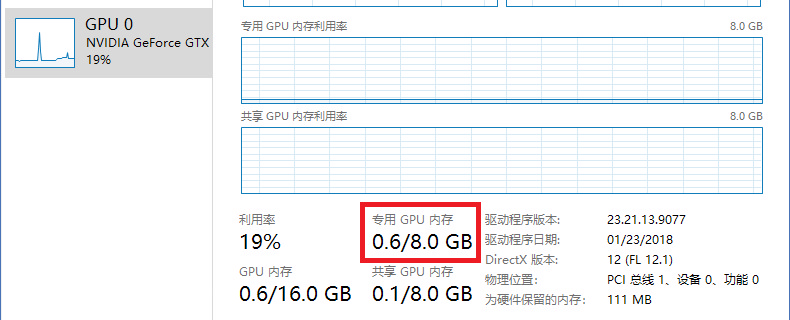 GPU 0
NVIDIA GeForce GTX
19%
专用 GPU 内存利用率 8.0 GB
共享 GPU 内存利用率 8.0 GB
利用率 专用 GPU 内存
19% 0.6/8.0 GB
GPU 内存 共享 GPU 内存
0.6/16.0 GB 0.1/8.0 GB
驱动程序版本: 23.21.13.9077
驱动程序日期: 01/23/2018
DirectX 版本: 12 (FL 12.1)
物理位置: PCI 总线 1、设备 0、功能 0
为硬件保留的内存: 111 MB